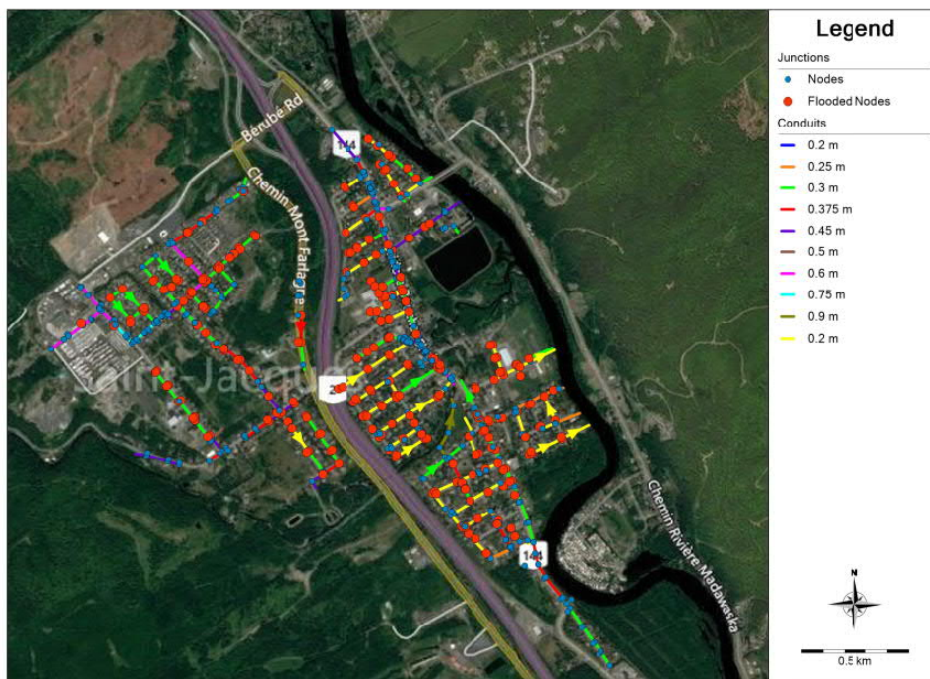 Bérubé Rd
144
Chemin Mont Farlagne
Saint-Jacques
2
144
Chemin Rivière Madawaska
Legend
Junctions
Nodes
Flooded Nodes
Conduits
0.2 m
0.25 m
0.3 m
0.375 m
0.45 m
0.5 m
0.6 m
0.75 m
0.9 m
0.2 m
N
0.5 km